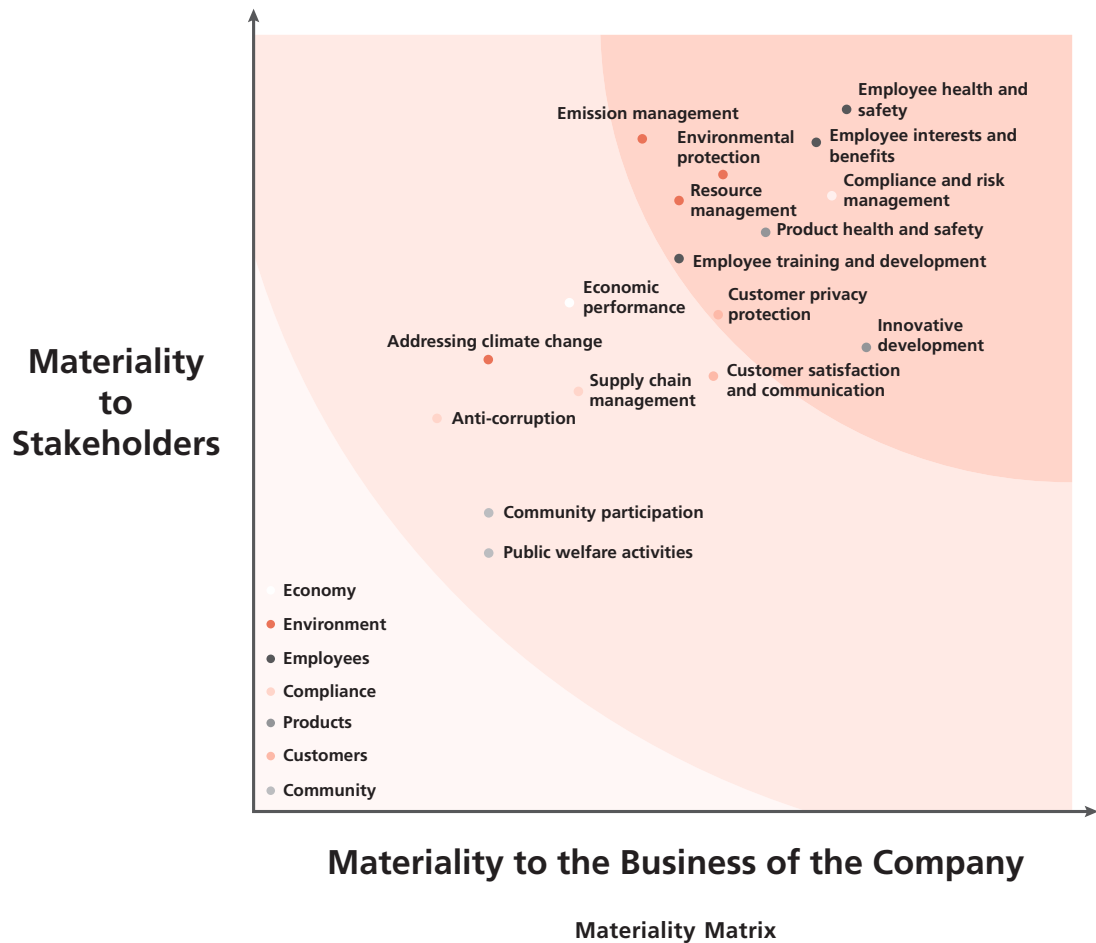 Employee health and
safety
Emission management
Environmental
protection
Employee interests and
benefits
Resource
management
Compliance and risk
management
Product health and safety
Employee training and development
Economic
performance
Customer privacy
protection
Innovative
development
Addressing climate change
Materiality
to
Stakeholders
Supply chain
management
Customer satisfaction
and communication
Anti-corruption
Community participation
Public welfare activities
Economy
Environment
Employees
Compliance
Products
Customers
Community
Materiality to the Business of the Company
Materiality Matrix